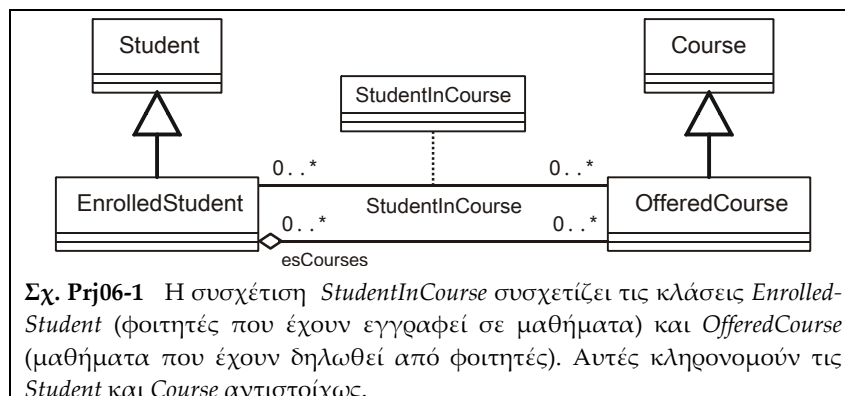 Student
Course
StudentInCourse
0..*
0..*
EnrolledStudent
StudentInCourse
OfferedCourse
0..*
0..*
esCourses
Σχ. Prj06-1 Η συσχέτιση StudentInCourse συσχετίζει τις κλάσεις Enrolled-
Student (φοιτητές που έχουν εγγραφεί σε μαθήματα) και OfferedCourse
(μαθήματα που έχουν δηλωθεί από φοιτητές). Αυτές κληρονομούν τις
Student και Course αντιστοίχως.